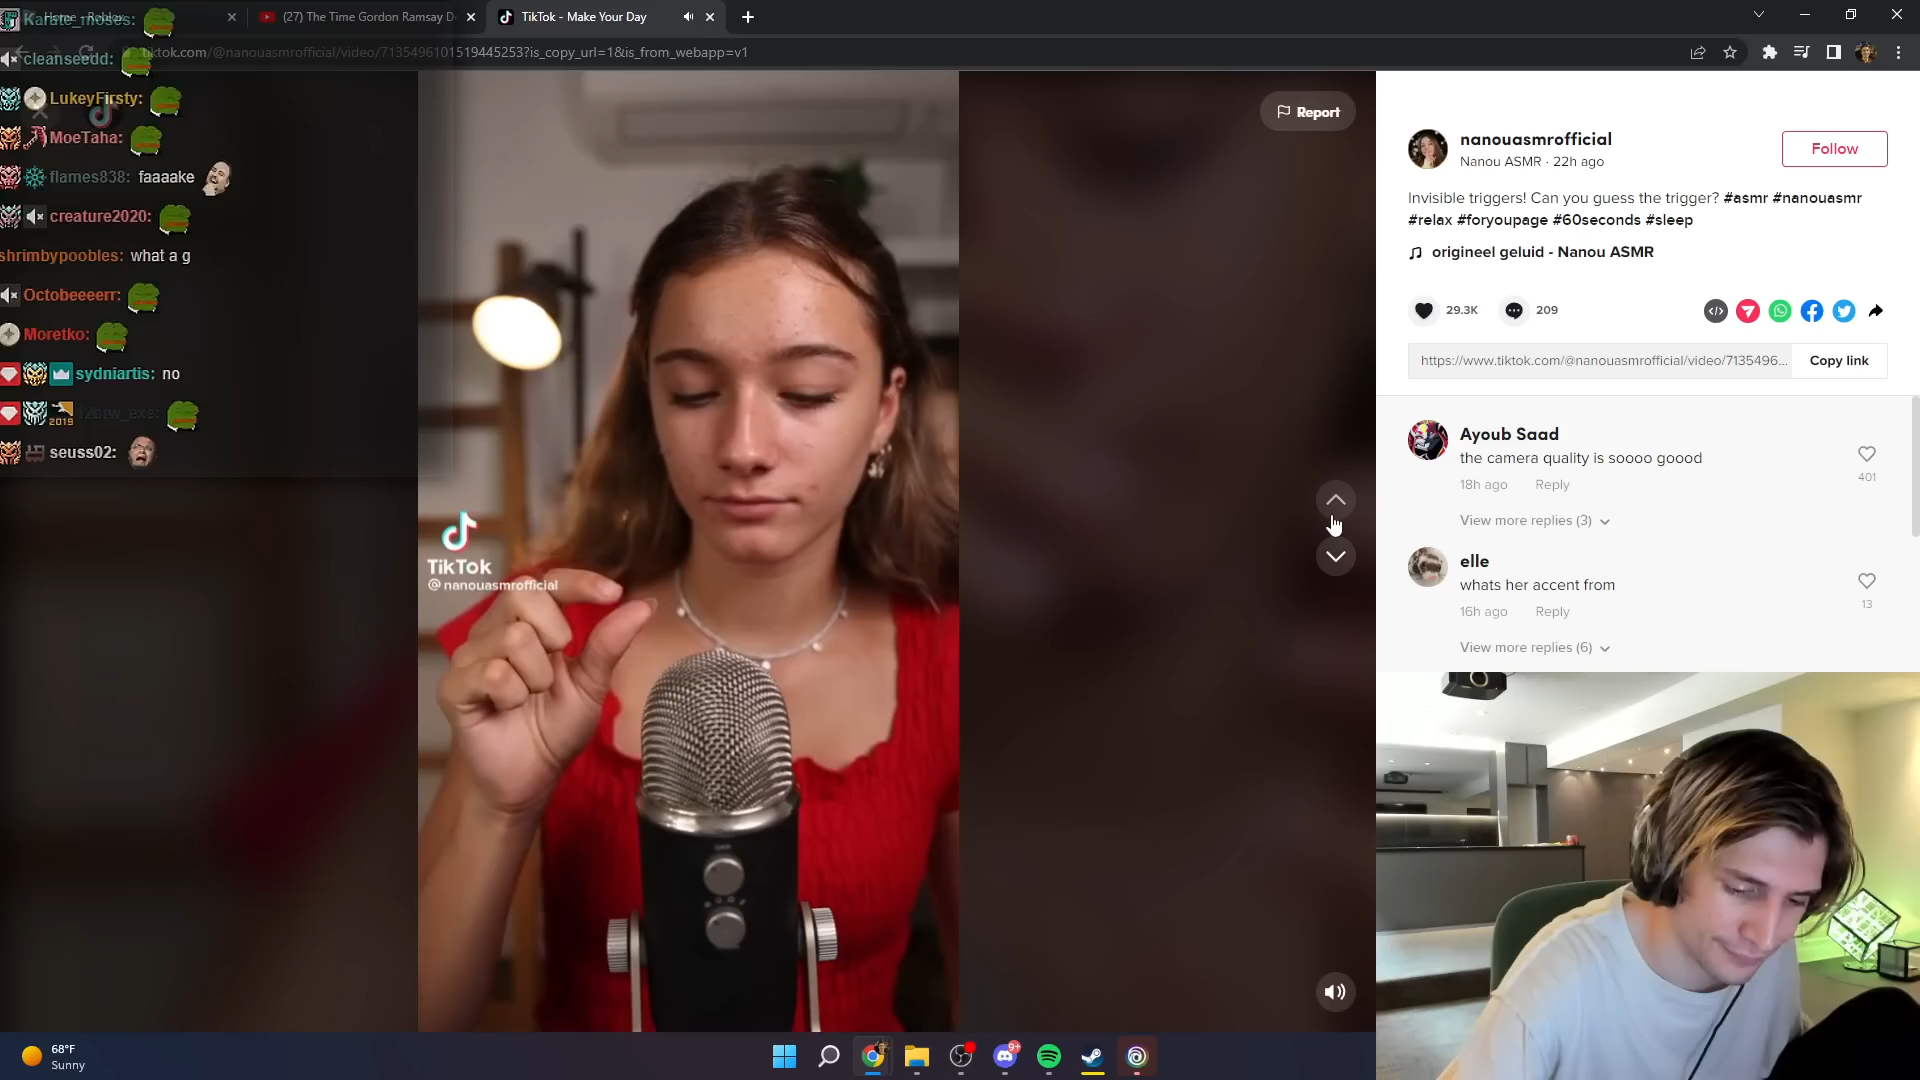 Home - Roblox
(27) The Time Gordon Ramsay D
TikTok - Make Your Day
tiktok.com/@nanouasmrofficial/video/7135496101519445253?is_copy_url=1&is_from_webapp=v1
Karate_moses:
cleanseedd:
LukeyFirsty:
MoeTaha:
flames838: faaaake
creature2020:
shrimbypoobles: what a g
Octobeeeerr:
Moretko:
sydniartis: no
2019
seuss02:
TikTok
@nanouasmrofficial
Report
nanouasmrofficial
Nanou ASMR · 22h ago
Follow
Invisible triggers! Can you guess the trigger? #asmr #nanouasmr
#relax #foryoupage #60seconds #sleep
origineel geluid - Nanou ASMR
29.3K
209
https://www.tiktok.com/@nanouasmrofficial/video/7135496...
Copy link
Ayoub Saad
the camera quality is soooo goood
401
18h ago Reply
View more replies (3)
elle
whats her accent from
13
16h ago Reply
View more replies (6)
68°F
Sunny
9+